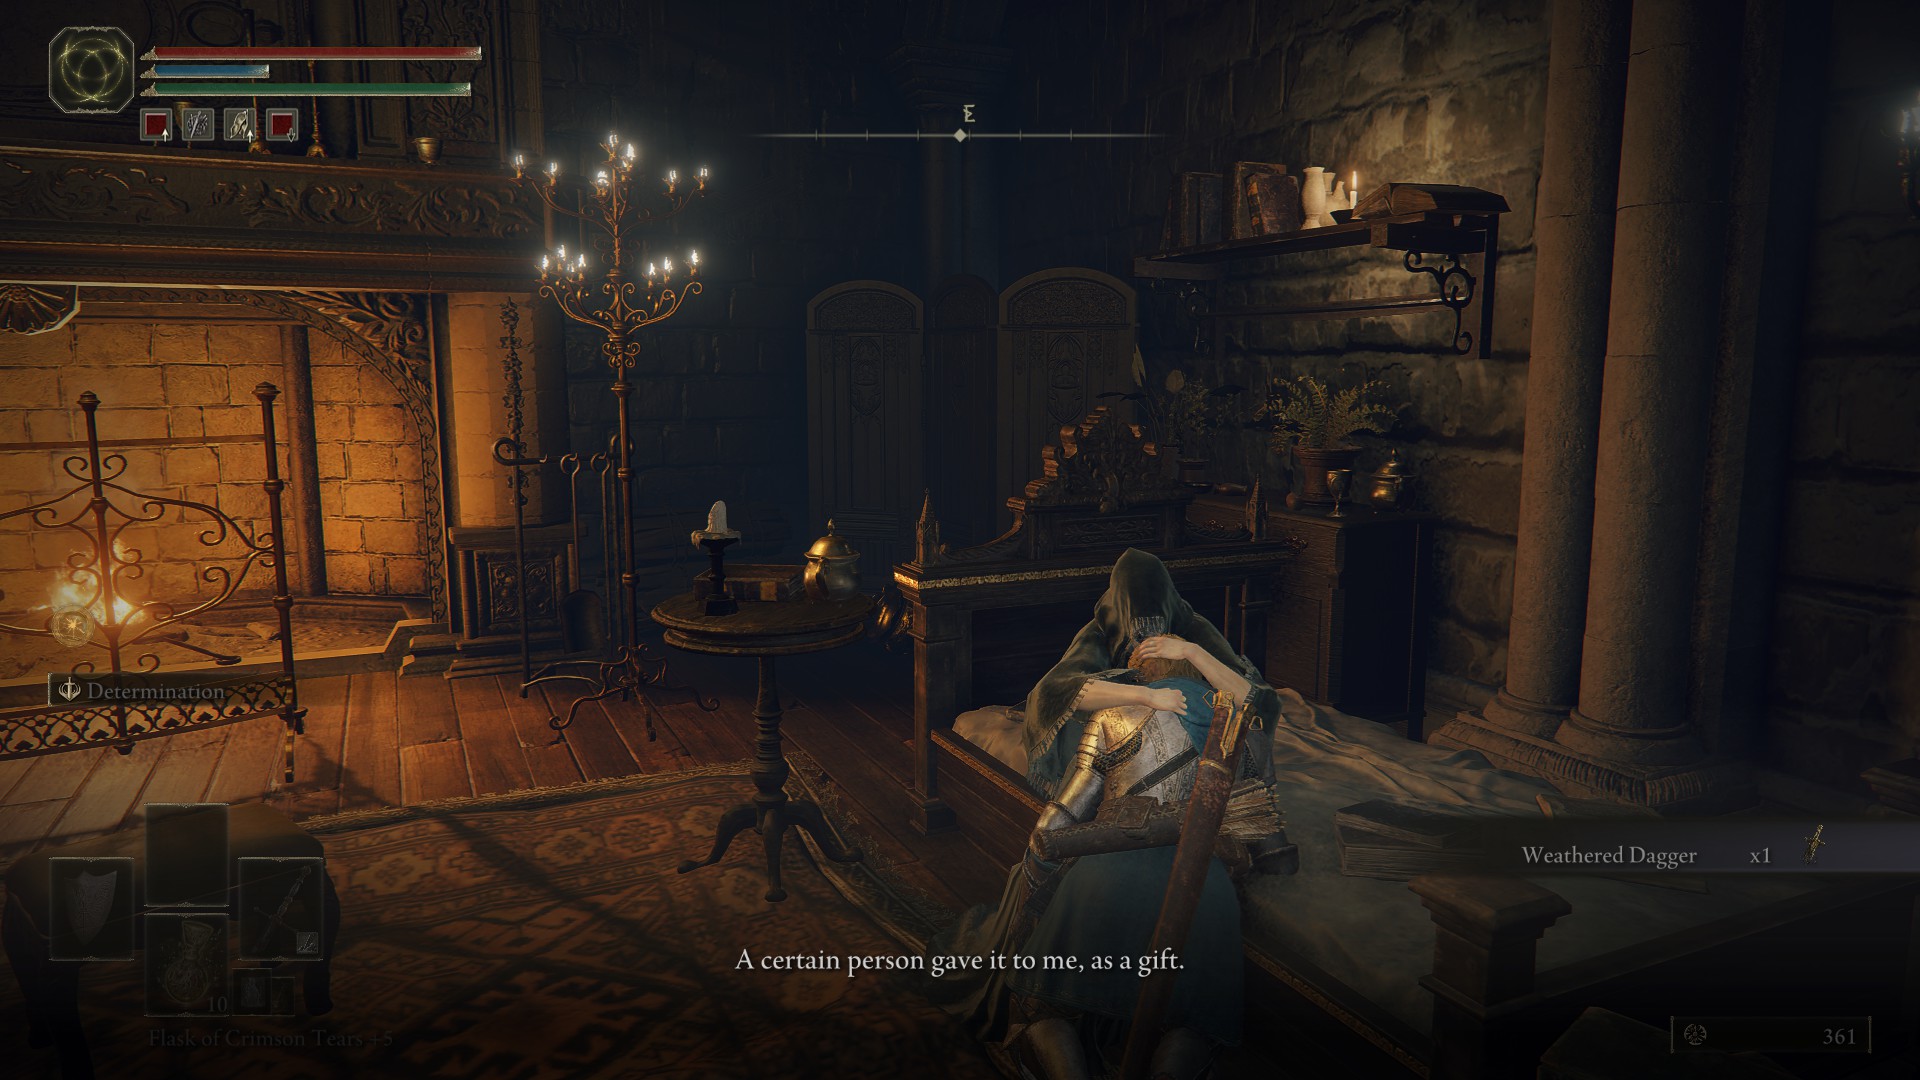 E
Determination
Weathered Dagger x1
A certain person gave it to me, as a gift.
10
Flask of Crimson Tears +5
361